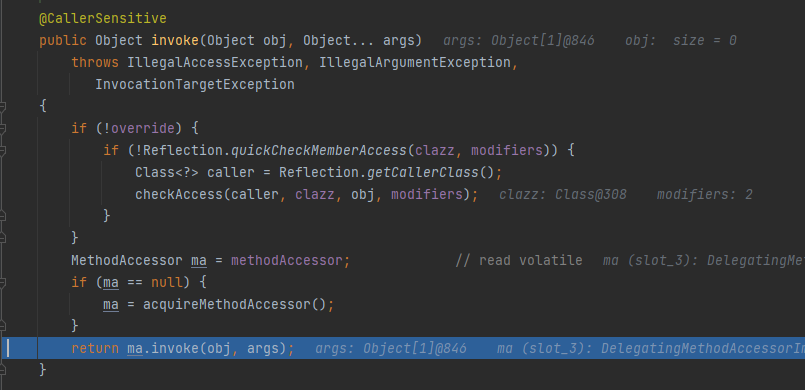 @CallerSensitive
public Object invoke(Object obj, Object... args)   args: Object[1]@846    obj:  size = 0
    throws IllegalAccessException, IllegalArgumentException,
       InvocationTargetException
{
    if (!override) {
        if (!Reflection.quickCheckMemberAccess(clazz, modifiers)) {
            Class<?> caller = Reflection.getCallerClass();
            checkAccess(caller, clazz, obj, modifiers);   clazz: Class@308    modifiers: 2
        }
    }
    MethodAccessor ma = methodAccessor;             // read volatile   ma (slot_3): DelegatingMet
    if (ma == null) {
        ma = acquireMethodAccessor();
    }
    return ma.invoke(obj, args);   args: Object[1]@846    ma (slot_3): DelegatingMethodAccessorIm
}